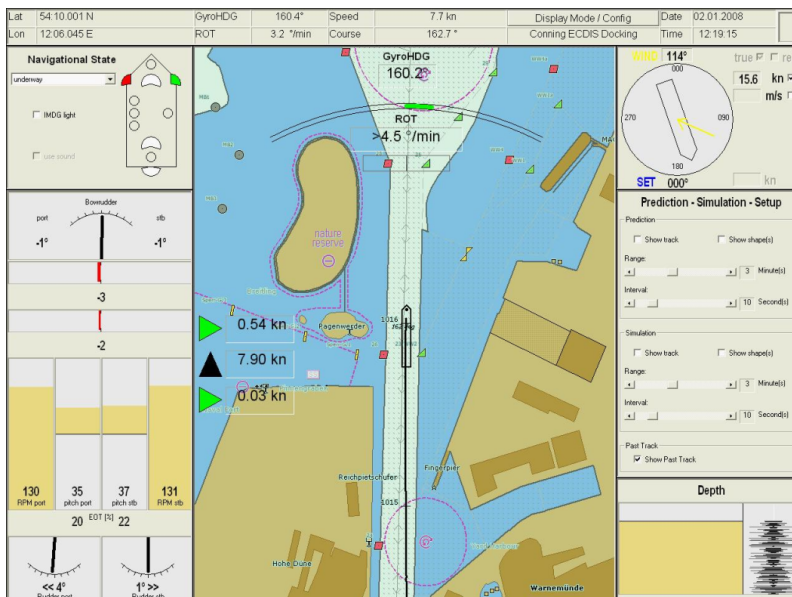 Lat 54:10.001 N GyroHDG 160.4° Speed 7.7 kn Display Mode / Config Date 02.01.2008
Lon 12:06.045 E ROT 3.2 °/min Course 162.7 ° Conning ECDIS Docking Time 12:19:15
Navigational State
underway
IMDG light
use sound
Bowrudder
port stb
-1° -1°
-3
-2
130 35 37 131
RPM port pitch port pitch stb RPM stb
20 EOT [%] 22
<< 4° 1° >>
Rudder port Rudder stb
GyroHDG
160.2°
ROT
>4.5 °/min
nature
reserve
1016
Pagenwerder
0.54 kn
7.90 kn
0.03 kn
Reichpietschufer
Fingerpier
1015
Hohe Düne
Warnemünde
WIND 114° true
000
15.6 kn
m/s
270 090
180
SET 000° kn
Prediction - Simulation - Setup
Prediction
Show track Show shape(s)
Range:
3 Minute(s)
Interval:
10 Second(s)
Simulation
Show track Show shape(s)
Range:
3 Minute(s)
Interval:
10 Second(s)
Past Track
Show Past Track
Depth